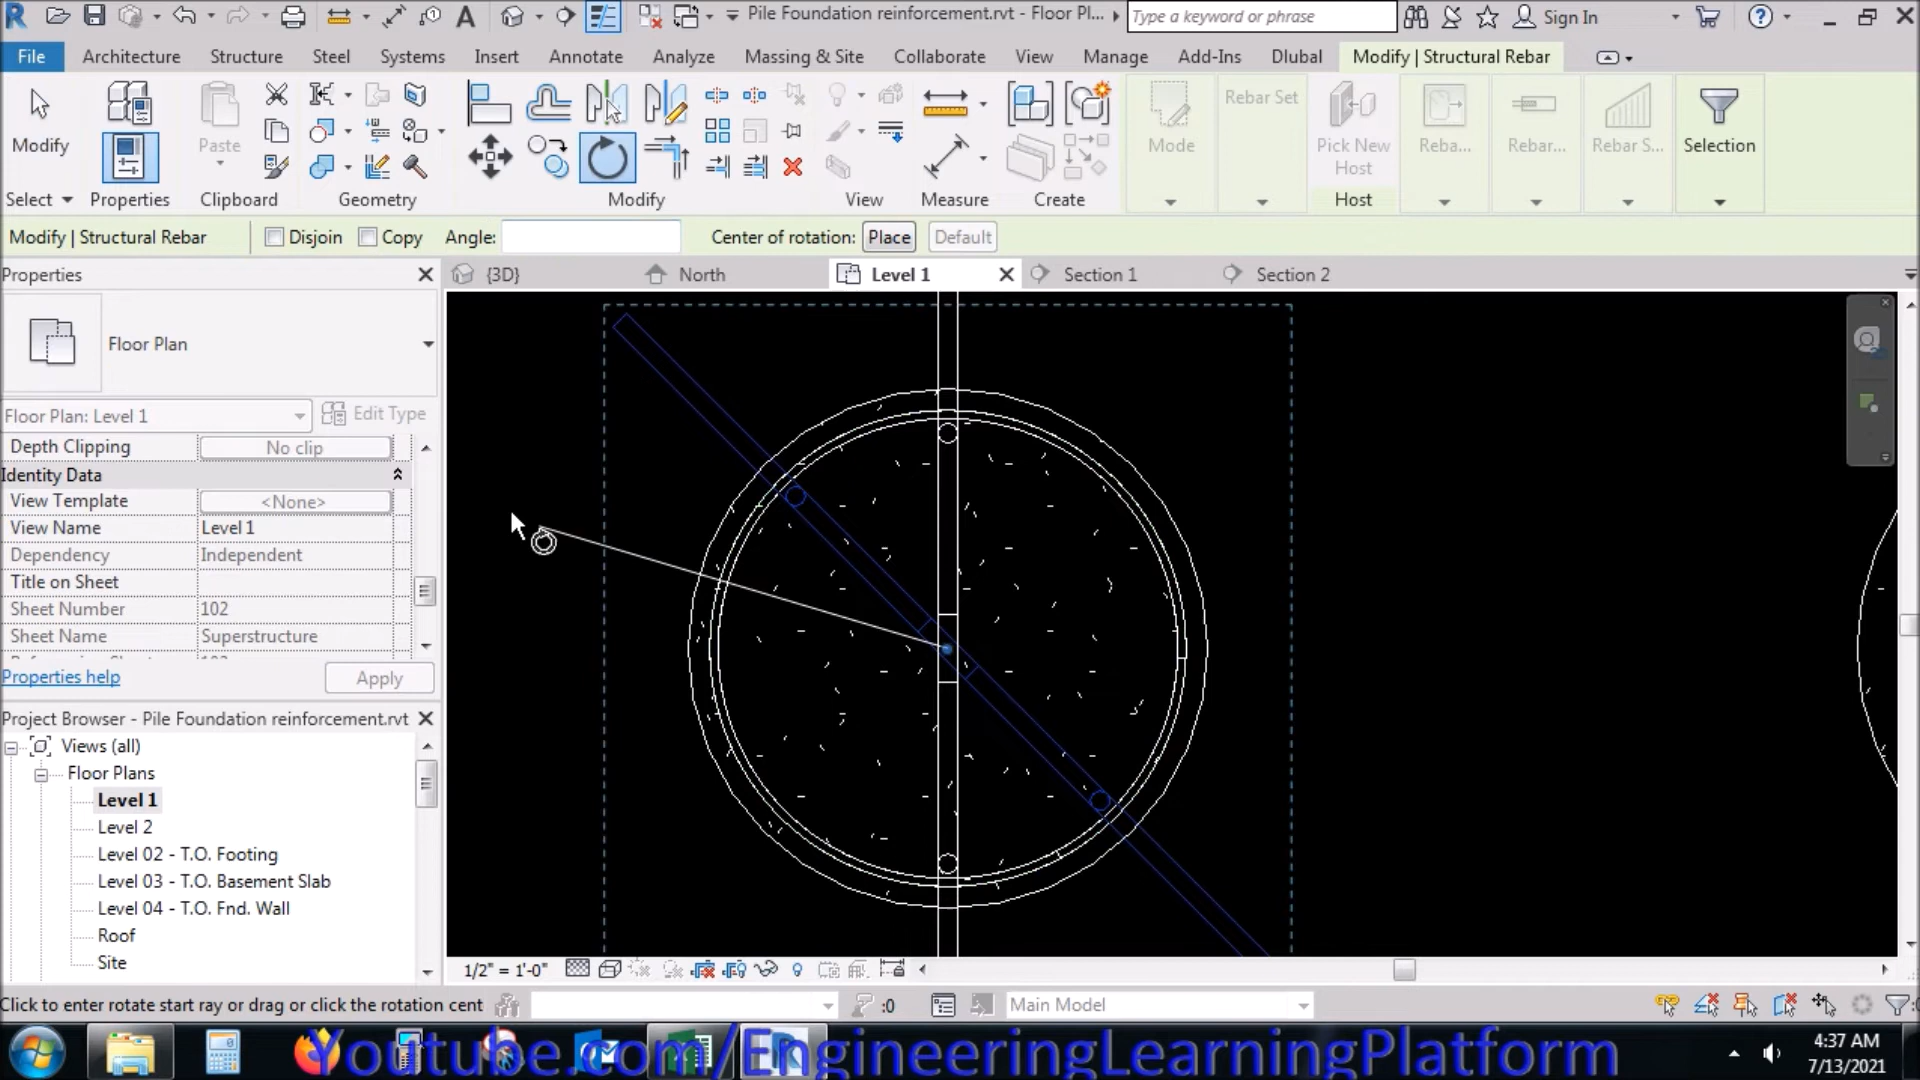 Pile Foundation reinforcement.rvt - Floor Pl...
Type a keyword or phrase
Sign In
File Architecture Structure Steel Systems Insert Annotate Analyze Massing & Site Collaborate View Manage Add-Ins Dlubal Modify | Structural Rebar
Modify
Paste
Mode
Rebar Set
Pick New Host
Reba...
Rebar...
Rebar S...
Selection
Select Properties Clipboard Geometry Modify View Measure Create Host
Modify | Structural Rebar Disjoin Copy Angle: Center of rotation: Place Default
Properties
{3D} North Level 1 Section 1 Section 2
Floor Plan
Floor Plan: Level 1 Edit Type
Depth Clipping No clip
Identity Data
View Template <None>
View Name Level 1
Dependency Independent
Title on Sheet
Sheet Number 102
Sheet Name Superstructure
Properties help Apply
Project Browser - Pile Foundation reinforcement.rvt
Views (all)
Floor Plans
Level 1
Level 2
Level 02 - T.O. Footing
Level 03 - T.O. Basement Slab
Level 04 - T.O. Fnd. Wall
Roof
Site
1/2" = 1'-0"
Click to enter rotate start ray or drag or click the rotation cent
:0
Main Model
Youtube.com/EngineeringLearningPlatform
4:37 AM
7/13/2021